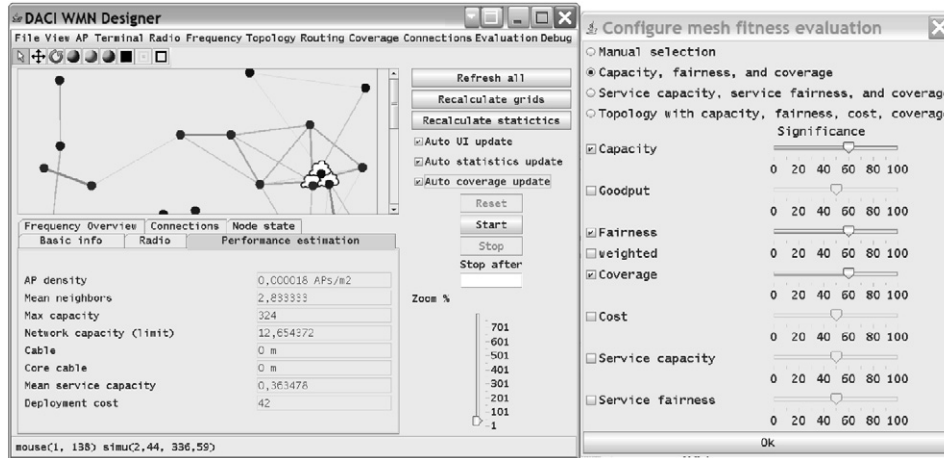 DACI WMN Designer
File View AP Terminal Radio Frequency Topology Routing Coverage Connections Evaluation Debug
Refresh all
Recalculate grids
Recalculate statictics
Auto UI update
Auto statistics update
Auto coverage update
Reset
Start
Stop
Stop after
Zoom %
701
601
501
401
301
201
101
1
Frequency Overview Connections Node state
Basic info Radio Performance estimation
AP density 0,000018 APs/m2
Mean neighbors 2,833333
Max capacity 324
Network capacity (limit) 12,654372
Cable 0 m
Core cable 0 m
Mean service capacity 0,363478
Deployment cost 42
mouse(1, 138) simu(2,44, 336,59)
Configure mesh fitness evaluation
Manual selection
Capacity, fairness, and coverage
Service capacity, service fairness, and coverage
Topology with capacity, fairness, cost, coverage
Significance
Capacity
0 20 40 60 80 100
Goodput
0 20 40 60 80 100
Fairness
weighted 0 20 40 60 80 100
Coverage
0 20 40 60 80 100
Cost
0 20 40 60 80 100
Service capacity
0 20 40 60 80 100
Service fairness
0 20 40 60 80 100
Ok